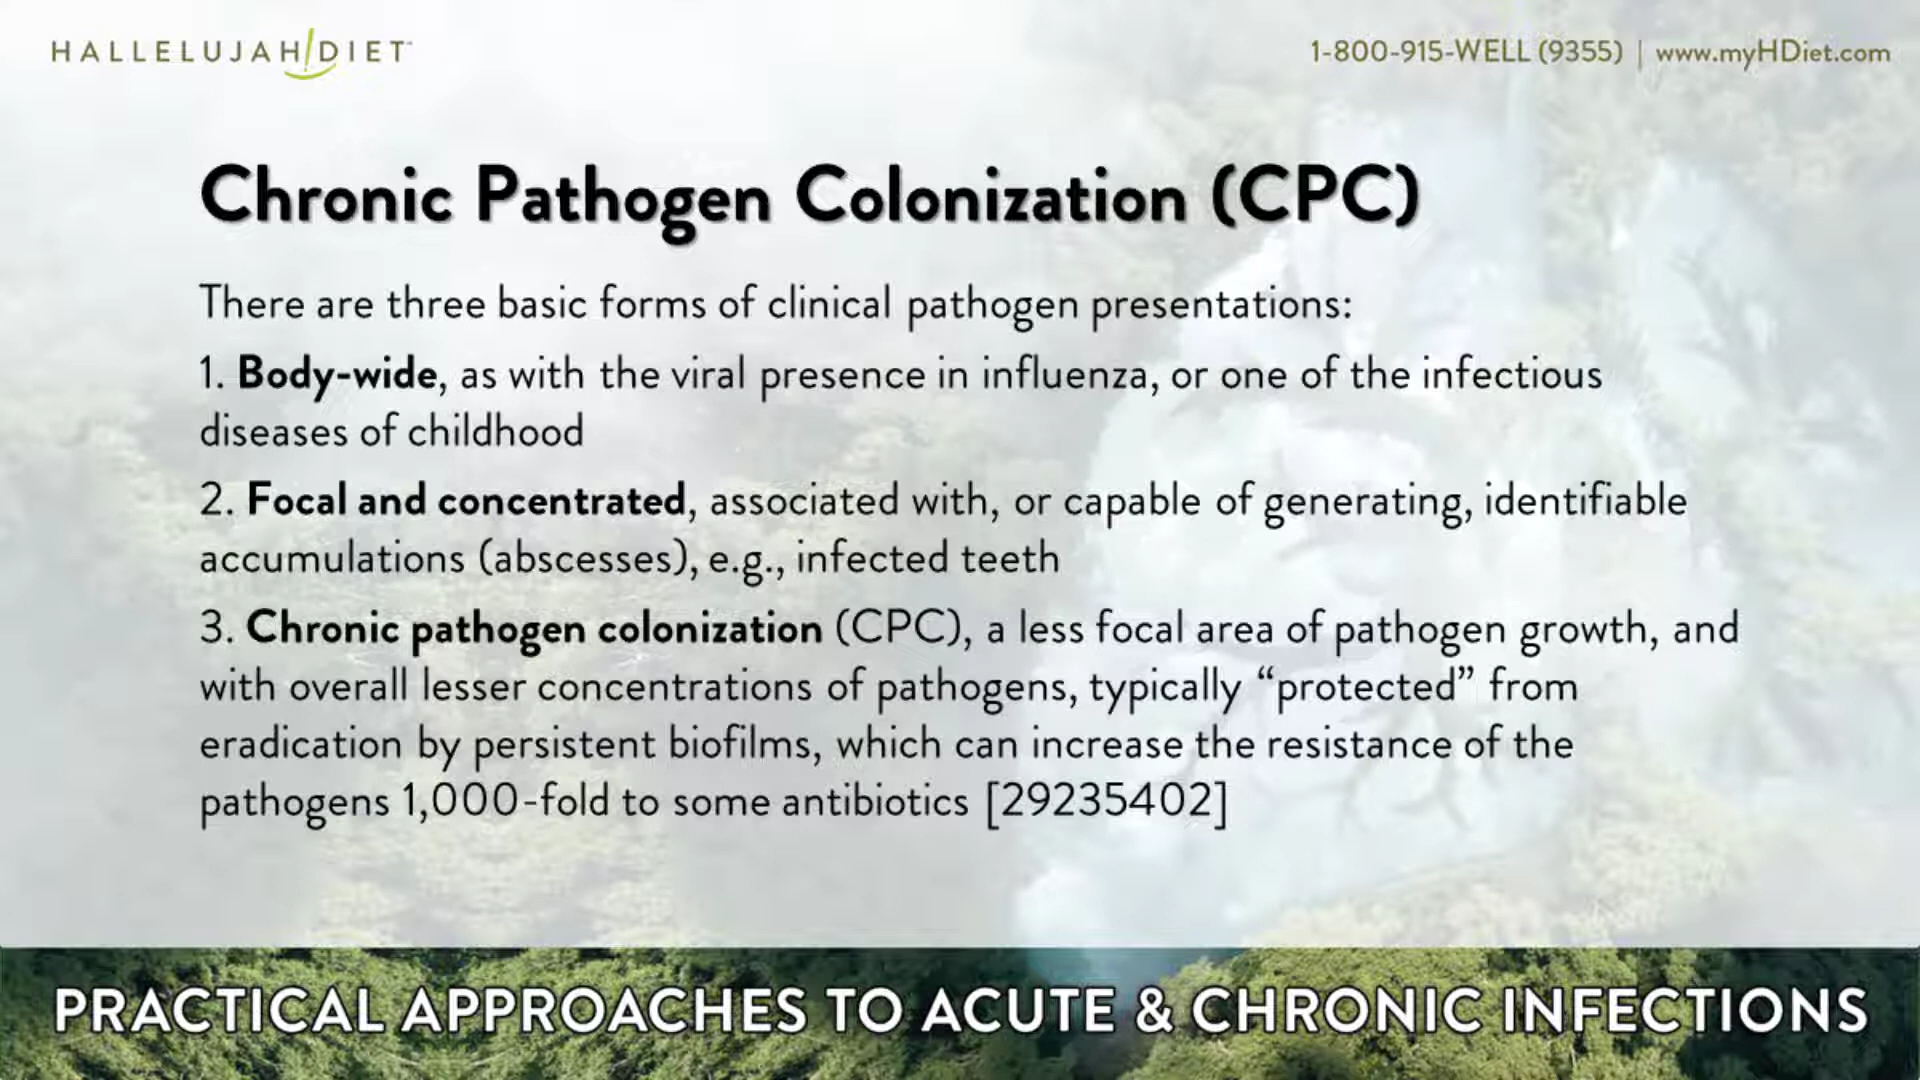 HALLELUJAH DIET™
1-800-915-WELL (9355) | www.myHDiet.com
Chronic Pathogen Colonization (CPC)
There are three basic forms of clinical pathogen presentations:
1. Body-wide, as with the viral presence in influenza, or one of the infectious
diseases of childhood
2. Focal and concentrated, associated with, or capable of generating, identifiable
accumulations (abscesses), e.g., infected teeth
3. Chronic pathogen colonization (CPC), a less focal area of pathogen growth, and
with overall lesser concentrations of pathogens, typically “protected” from
eradication by persistent biofilms, which can increase the resistance of the
pathogens 1,000-fold to some antibiotics [29235402]
PRACTICAL APPROACHES TO ACUTE & CHRONIC INFECTIONS